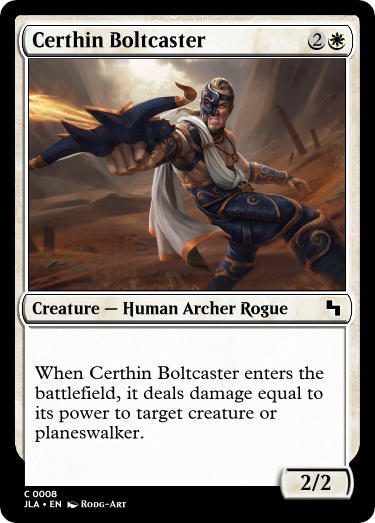 Certhin Boltcaster 2
Creature — Human Archer Rogue
When Certhin Boltcaster enters the
battlefield, it deals damage equal to
its power to target creature or
planeswalker.
2/2
C 0008
JLA • EN Rodg-Art